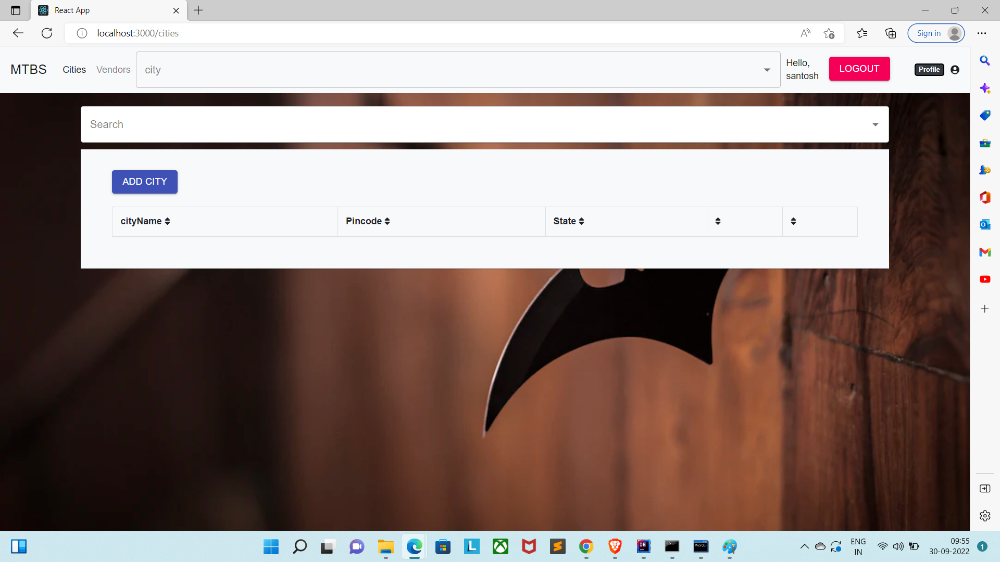 React App
localhost:3000/cities
Sign in
MTBS
Cities
Vendors
city
Hello,
santosh
LOGOUT
Profile
Search
ADD CITY
cityName
Pincode
State
ENG
IN
09:55
30-09-2022
1